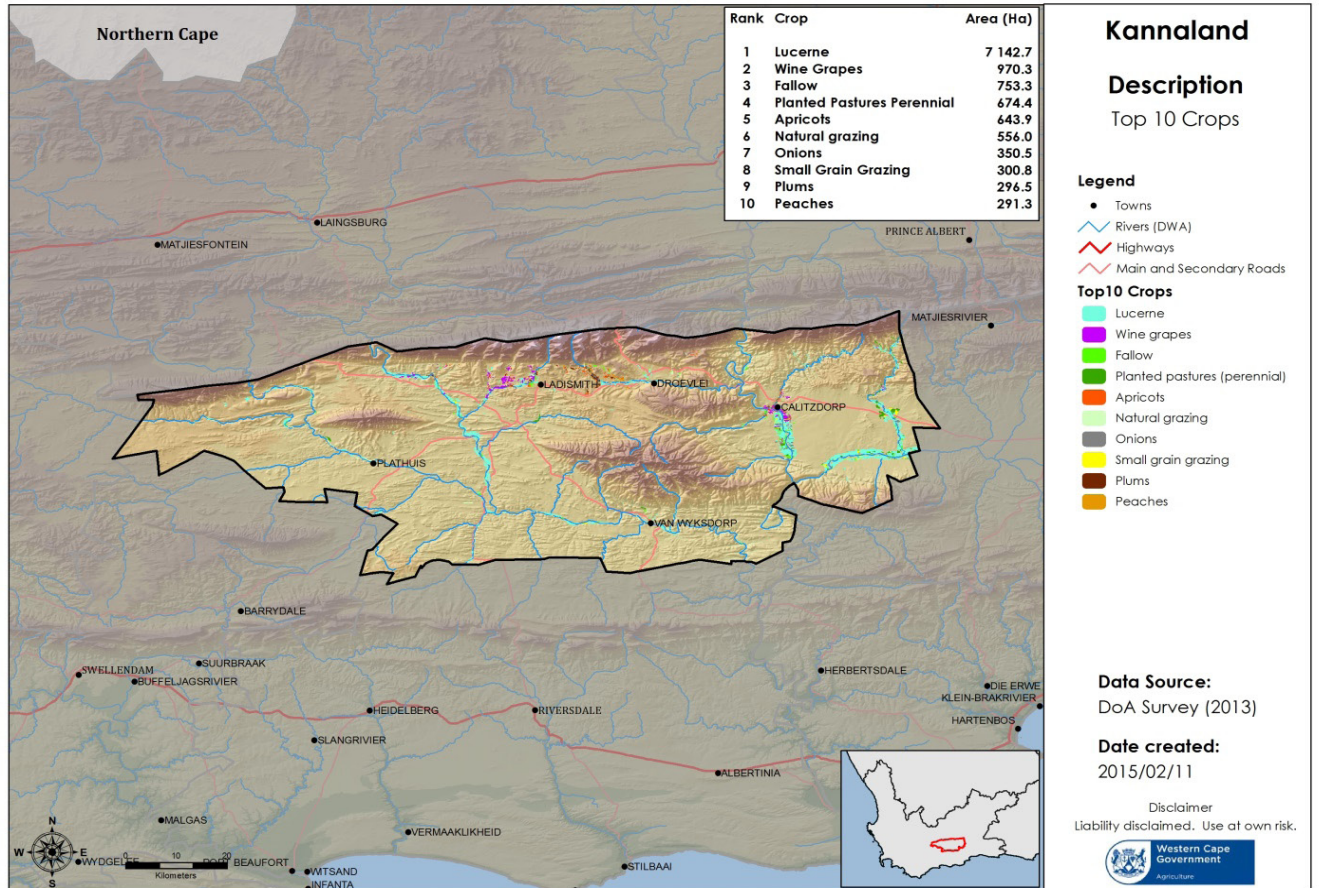 Northern Cape
Rank Crop Area (Ha)
1 Lucerne 7 142.7
2 Wine Grapes 970.3
3 Fallow 753.3
4 Planted Pastures Perennial 674.4
5 Apricots 643.9
6 Natural grazing 556.0
7 Onions 350.5
8 Small Grain Grazing 300.8
9 Plums 296.5
10 Peaches 291.3
LAINGSBURG
MATJIESFONTEIN
PRINCE ALBERT
MATJIESRIVIER
LADISMITH
DROEVLEI
CALITZDORP
PLATHUIS
VAN WYKSDORP
BARRYDALE
SUURBRAAK
SWELLENDAM
BUFFELJAGSRIVIER
HERBERTSDALE
DIE ERWE
KLEIN-BRAKRIVIER
HEIDELBERG
RIVERSDALE
HARTENBOS
SLANGRIVIER
ALBERTINIA
MALGAS
VERMAAKLIKHEID
N
W E
S
0 10 20
Kilometers
BEAUFORT
WITSAND
STILBAAI
INFANTA
Kannaland
Description
Top 10 Crops
Legend
Towns
Rivers (DWA)
Highways
Main and Secondary Roads
Top10 Crops
Lucerne
Wine grapes
Fallow
Planted pastures (perennial)
Apricots
Natural grazing
Onions
Small grain grazing
Plums
Peaches
Data Source:
DoA Survey (2013)
Date created:
2015/02/11
Disclaimer
Liability disclaimed. Use at own risk.
Western Cape
Government
Agriculture